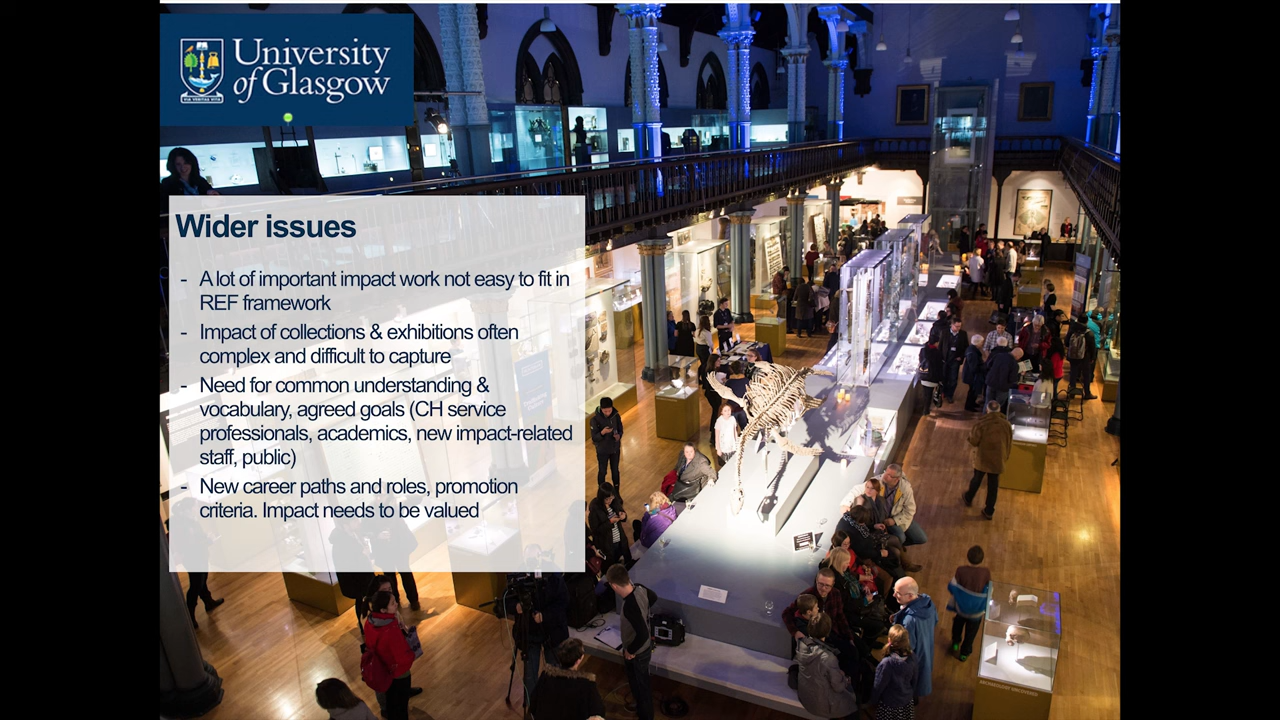 University
of Glasgow
VIA VERITAS VITA
Wider issues
- A lot of important impact work not easy to fit in
REF framework
- Impact of collections & exhibitions often
complex and difficult to capture
- Need for common understanding &
vocabulary, agreed goals (CH service
professionals, academics, new impact-related
staff, public)
- New career paths and roles, promotion
criteria. Impact needs to be valued